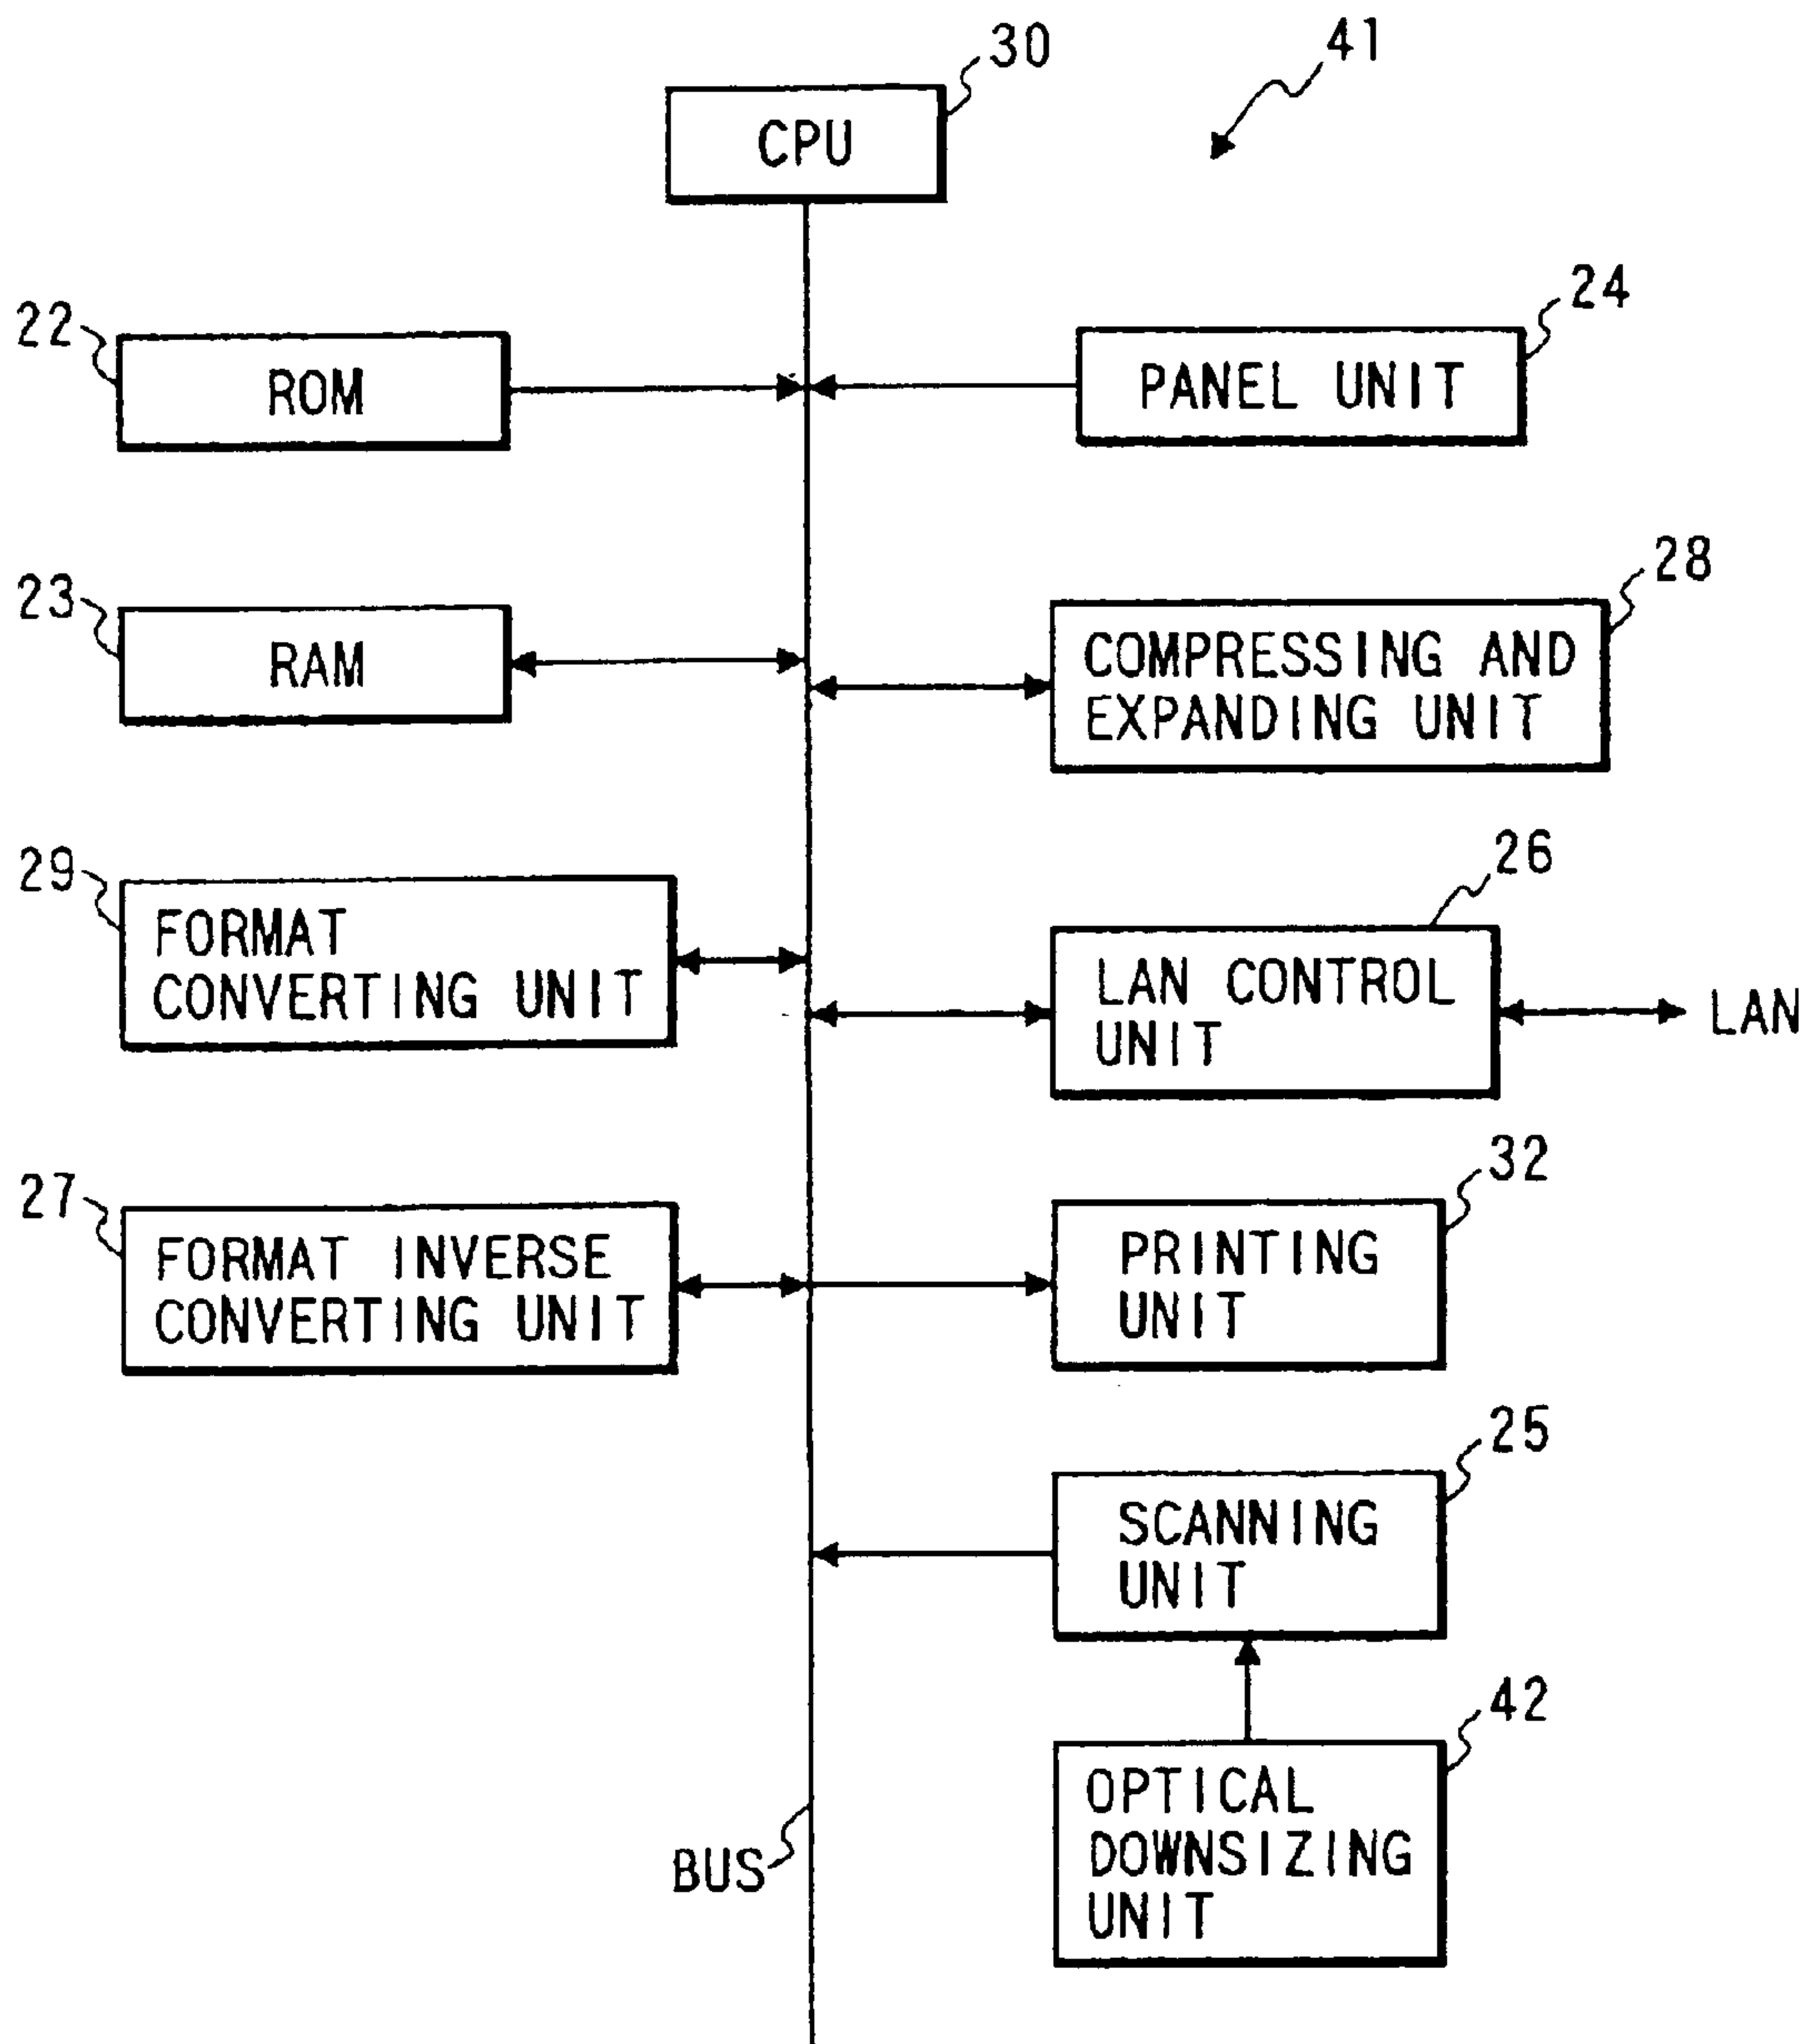 30
41
CPU
22
24
ROM
PANEL UNIT
23
28
RAM
COMPRESSING AND
EXPANDING UNIT
29
26
FORMAT
CONVERTING UNIT
LAN CONTROL
UNIT
LAN
27
32
FORMAT INVERSE
CONVERTING UNIT
PRINTING
UNIT
25
SCANNING
UNIT
42
OPTICAL
DOWNSIZING
UNIT
BUS